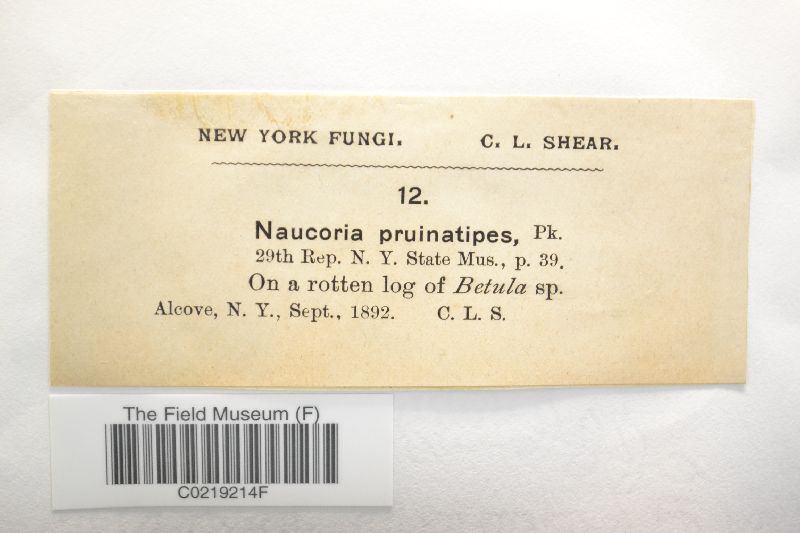 NEW YORK FUNGI. C. L. SHEAR.
12.
Naucoria pruinatipes, Pk.
29th Rep. N. Y. State Mus., p. 39.
On a rotten log of Betula sp.
Alcove, N. Y., Sept., 1892. C. L. S.
The Field Museum (F)
C0219214F